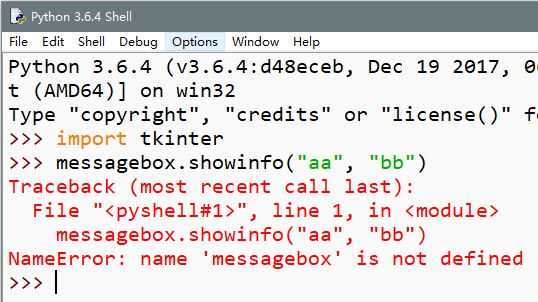 Python 3.6.4 Shell
File Edit Shell Debug Options Window Help
Python 3.6.4 (v3.6.4:d48eceb, Dec 19 2017,
t (AMD64)] on win32
Type "copyright", "credits" or "license()"
>>> import tkinter
>>> messagebox.showinfo("aa", "bb")
Traceback (most recent call last):
  File "<pyshell#1>", line 1, in <module>
    messagebox.showinfo("aa", "bb")
NameError: name 'messagebox' is not defined
>>>